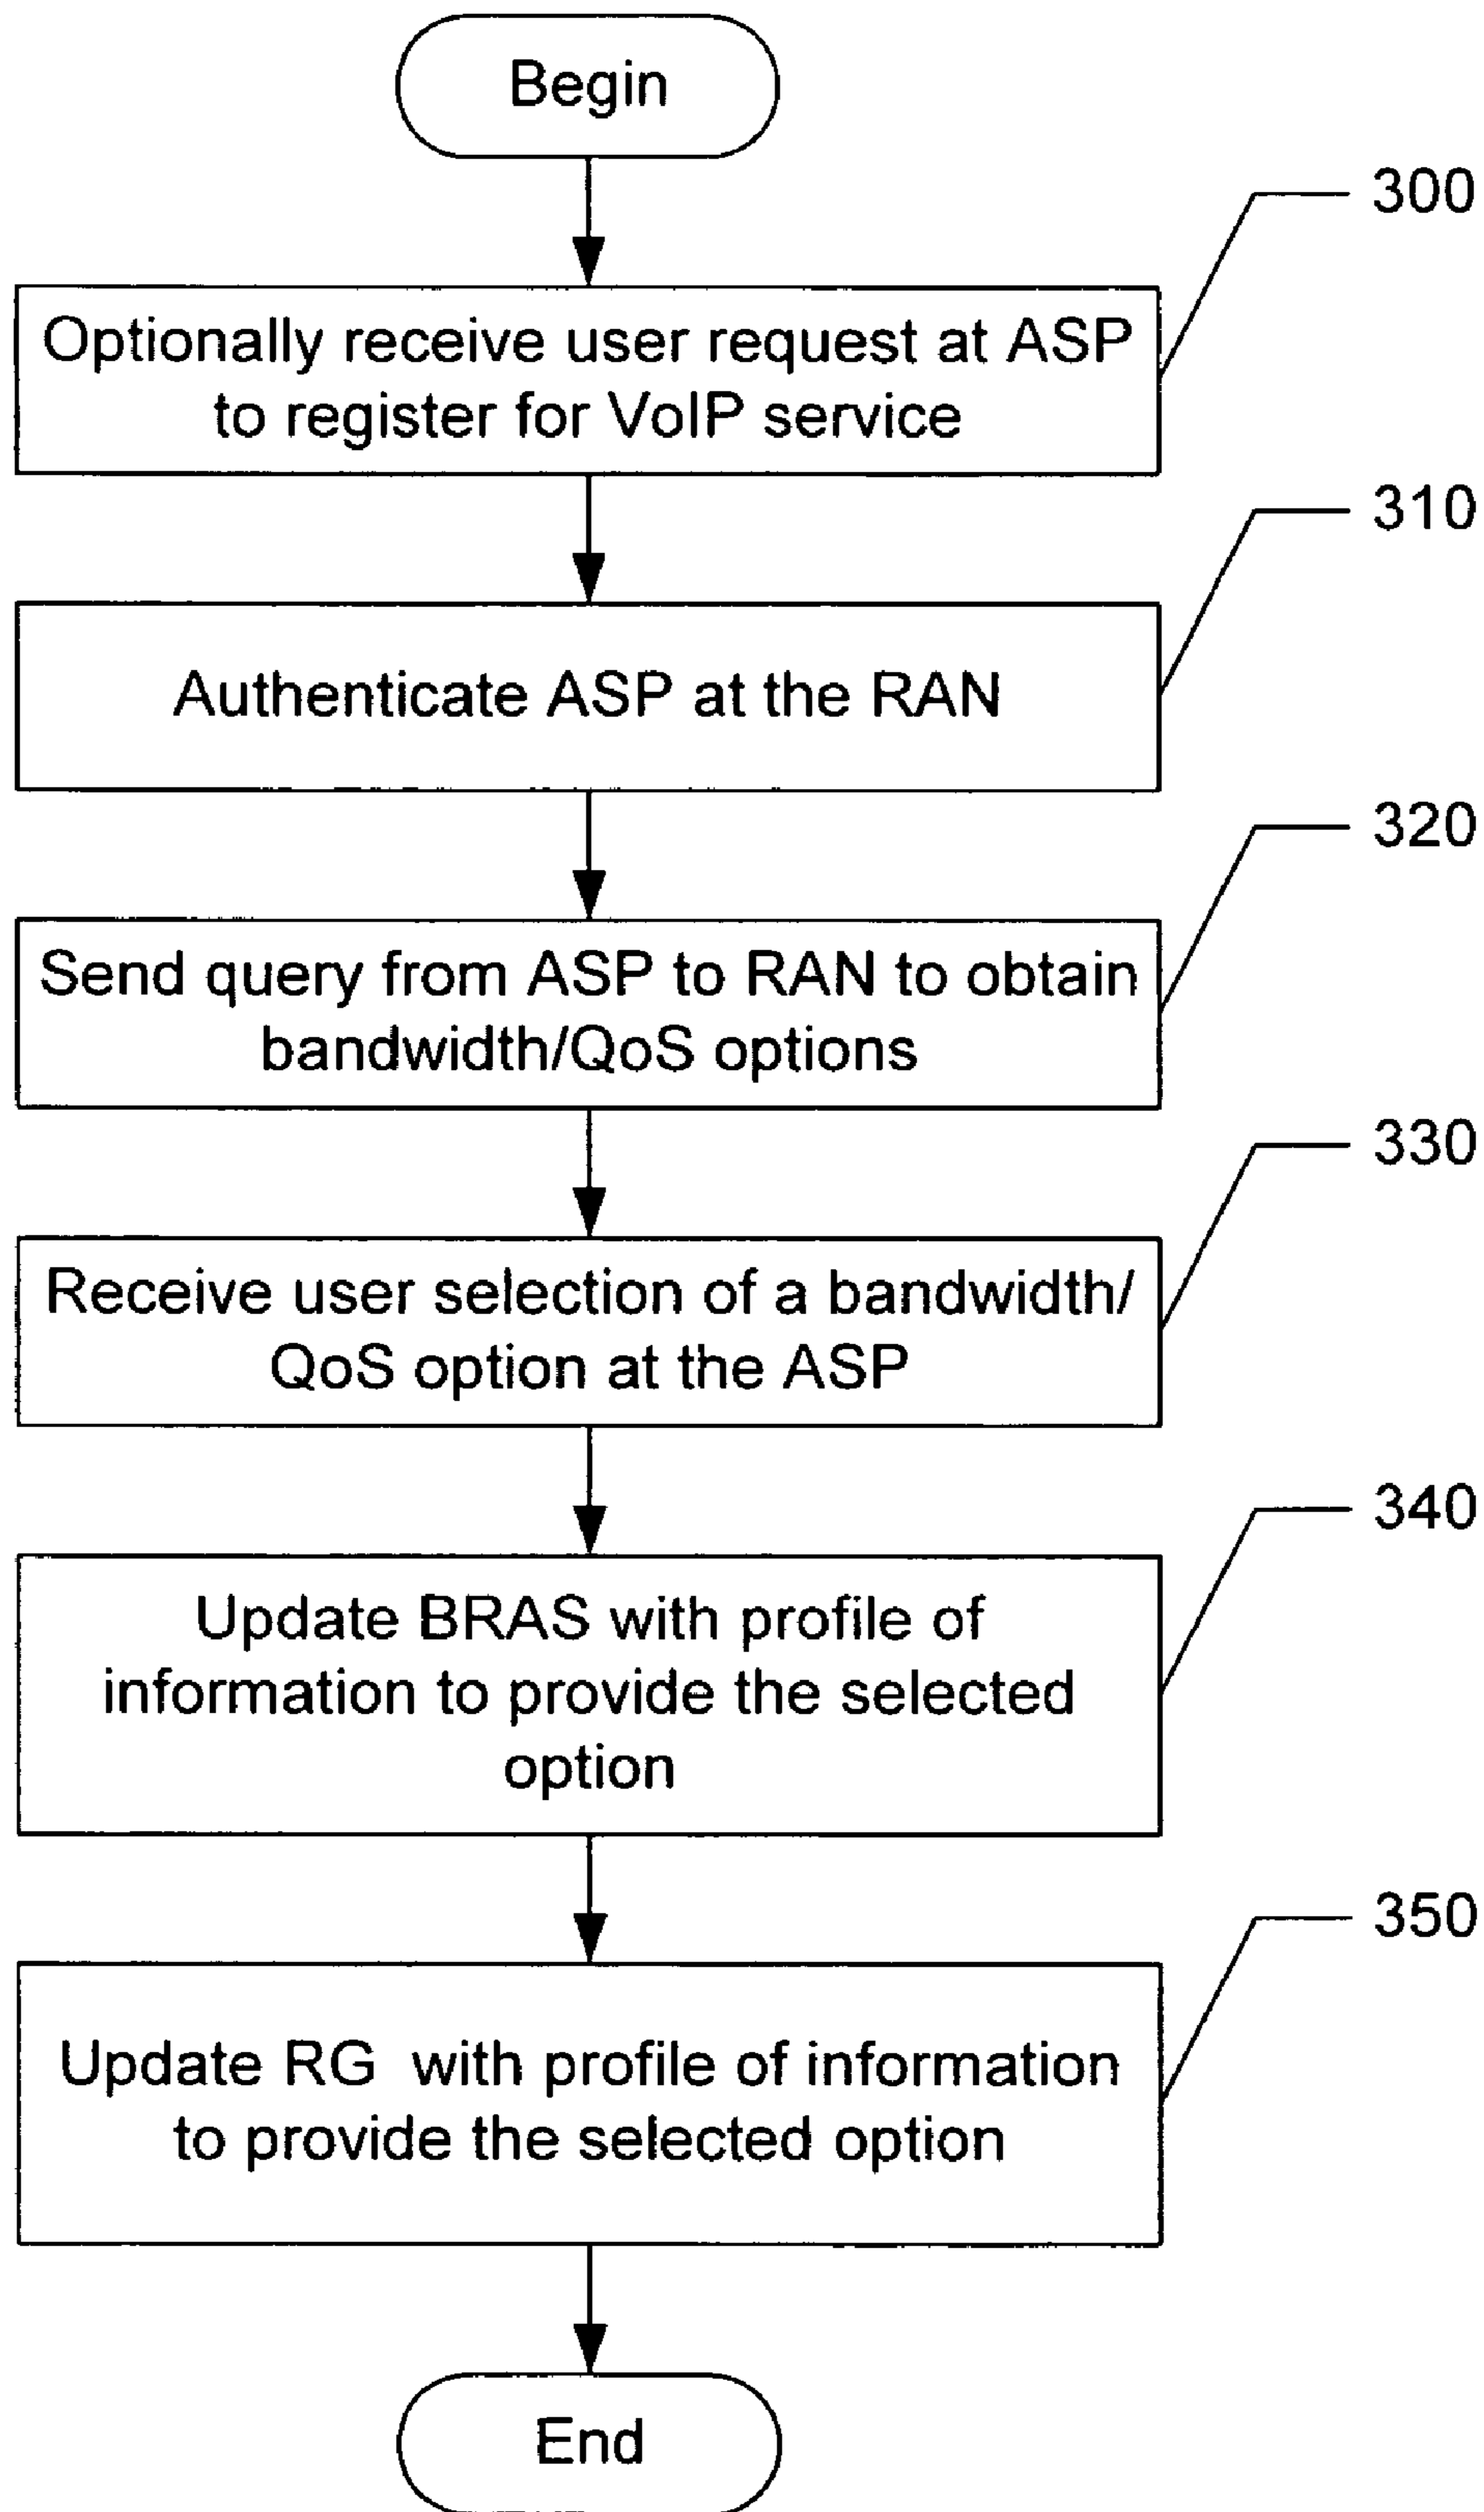 Begin
300
Optionally receive user request at ASP
to register for VoIP service
310
Authenticate ASP at the RAN
320
Send query from ASP to RAN to obtain
bandwidth/QoS options
330
Receive user selection of a bandwidth/
QoS option at the ASP
340
Update BRAS with profile of
information to provide the selected
option
350
Update RG with profile of information
to provide the selected option
End